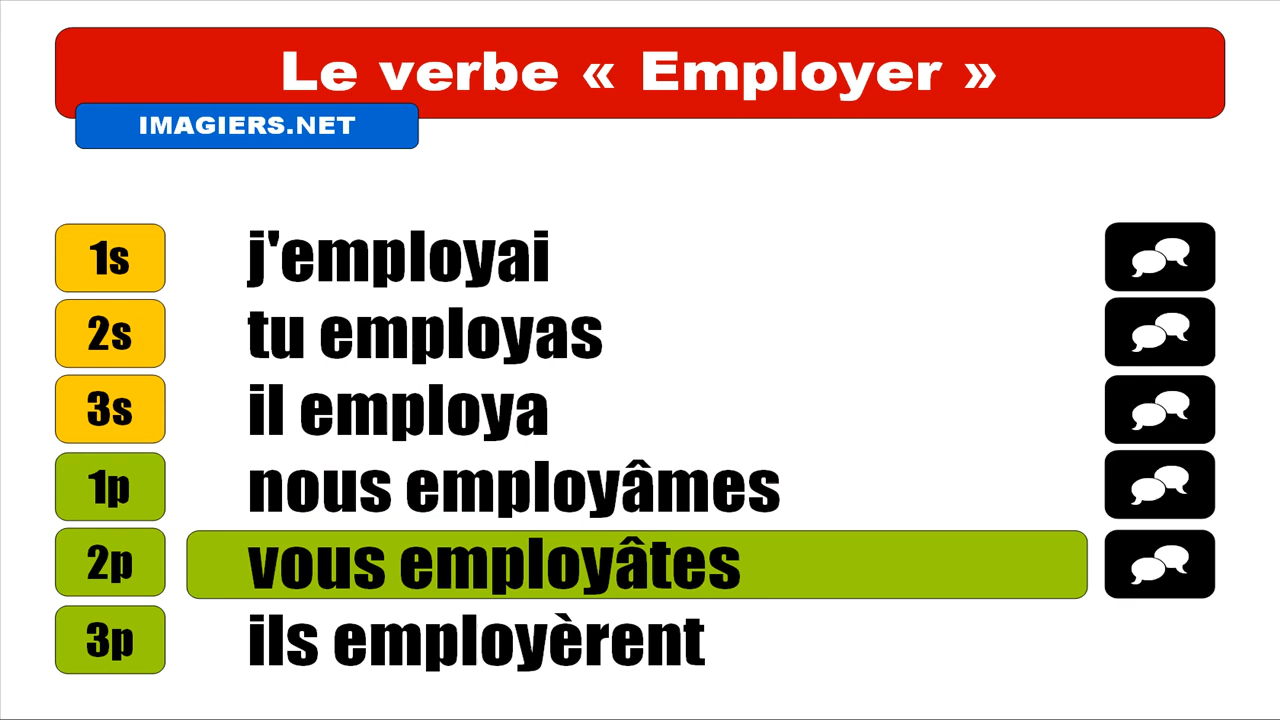 Le verbe « Employer »
IMAGIERS.NET
1s j'employai
2s tu employas
3s il employa
1p nous employâmes
2p vous employâtes
3p ils employèrent